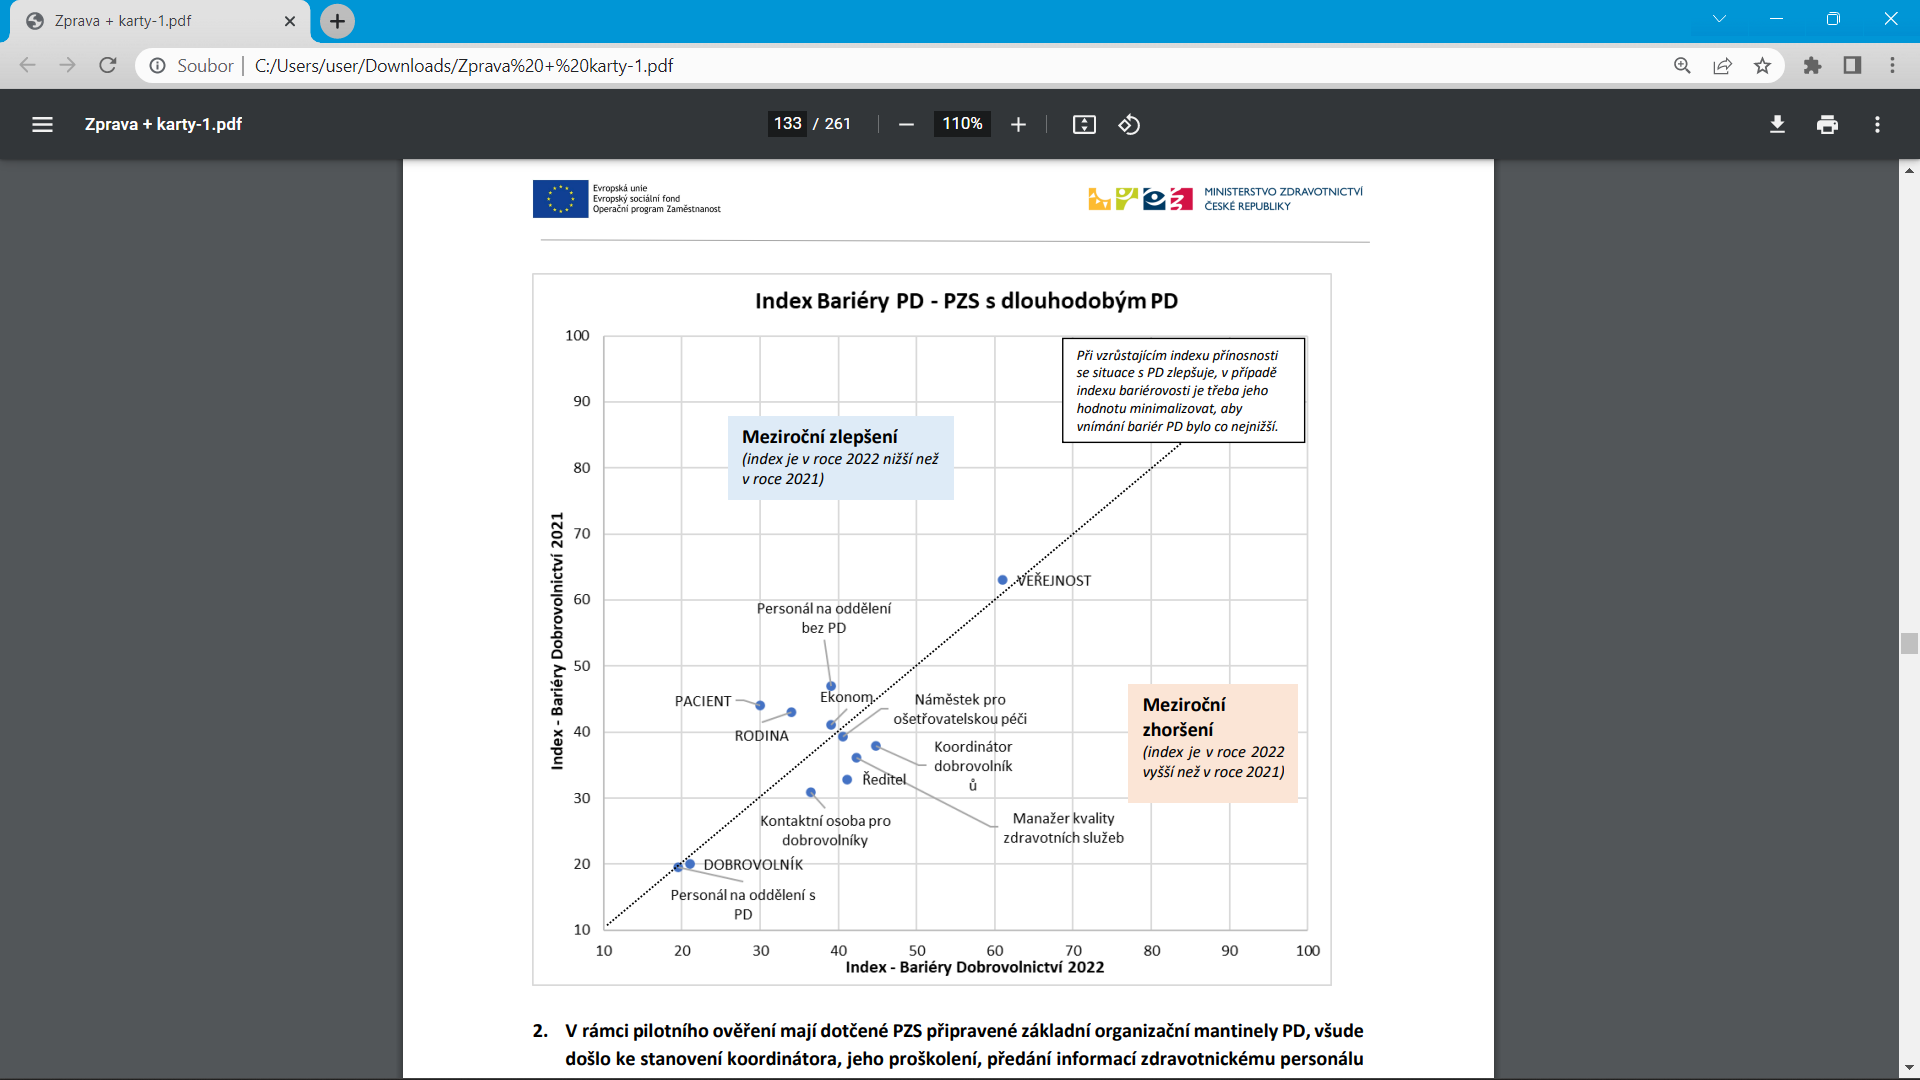 Zprava + karty-1.pdf
Soubor
C:/Users/user/Downloads/Zprava%20+%20karty-1.pdf
Zprava + karty-1.pdf
133 / 261
110%
Evropská unie
Evropský sociální fond
Operační program Zaměstnanost
MINISTERSTVO ZDRAVOTNICTVÍ
ČESKÉ REPUBLIKY
Index Bariéry PD - PZS s dlouhodobým PD
Při vzrůstajícím indexu přínosnosti
se situace s PD zlepšuje, v případě
indexu bariérovosti je třeba jeho
hodnotu minimalizovat, aby
vnímání bariér PD bylo co nejnižší.
Meziroční zlepšení
(index je v roce 2022 nižší než
v roce 2021)
Index - Bariéry Dobrovolnictví 2021
100
90
80
70
60
50
40
30
20
10
VEŘEJNOST
Personál na oddělení
bez PD
PACIENT
RODINA
Ekonom
Náměstek pro
ošetřovatelskou péči
Koordinátor
dobrovolník
ů
Ředitel
Manažer kvality
zdravotních služeb
Kontaktní osoba pro
dobrovolníky
DOBROVOLNÍK
Personál na oddělení s
PD
Meziroční
zhoršení
(index je v roce 2022
vyšší než v roce 2021)
10 20 30 40 50 60 70 80 90 100
Index - Bariéry Dobrovolnictví 2022
2. V rámci pilotního ověření mají dotčené PZS připravené základní organizační mantinely PD, všude
došlo ke stanovení koordinátora, jeho proškolení, předání informací zdravotnickému personálu